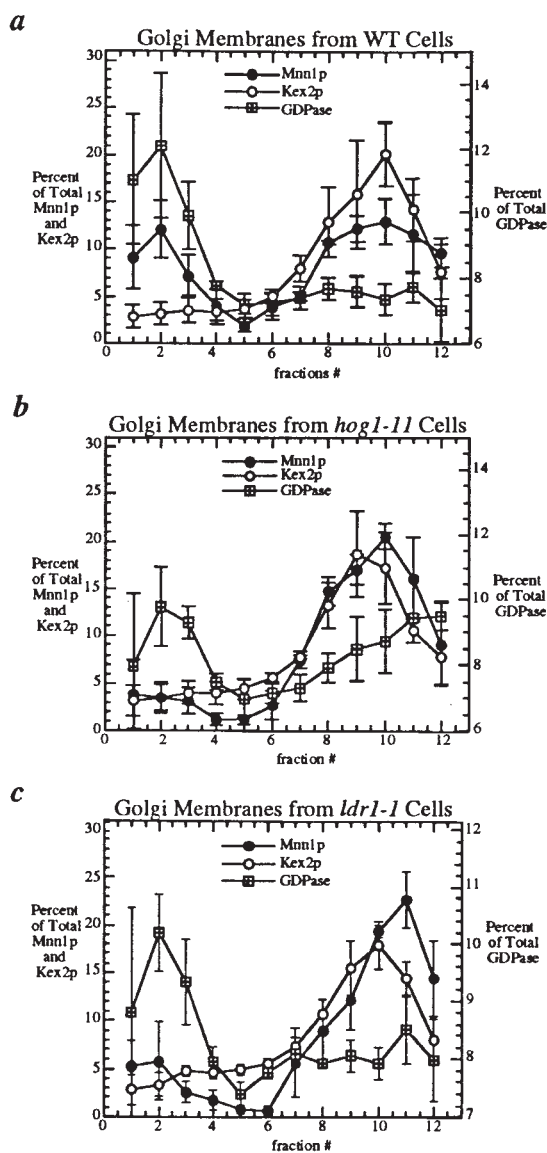 a
Golgi Membranes from WT Cells
30
25
20
15
10
5
0
Percent
of Total
Mnn1p
and
Kex2p
Mnn1p
Kex2p
GDPase
14
12
10
8
6
Percent
of Total
GDPase
0 2 4 6 8 10 12
fractions #
b
Golgi Membranes from hog1-11 Cells
30
25
20
15
10
5
0
Percent
of Total
Mnn1p
and
Kex2p
Mnn1p
Kex2p
GDPase
14
12
10
8
6
Percent
of Total
GDPase
0 2 4 6 8 10 12
fraction #
c
Golgi Membranes from ldr1-1 Cells
30
25
20
15
10
5
0
Percent
of Total
Mnn1p
and
Kex2p
Mnn1p
Kex2p
GDPase
12
11
10
9
8
7
Percent
of Total
GDPase
0 2 4 6 8 10 12
fraction #